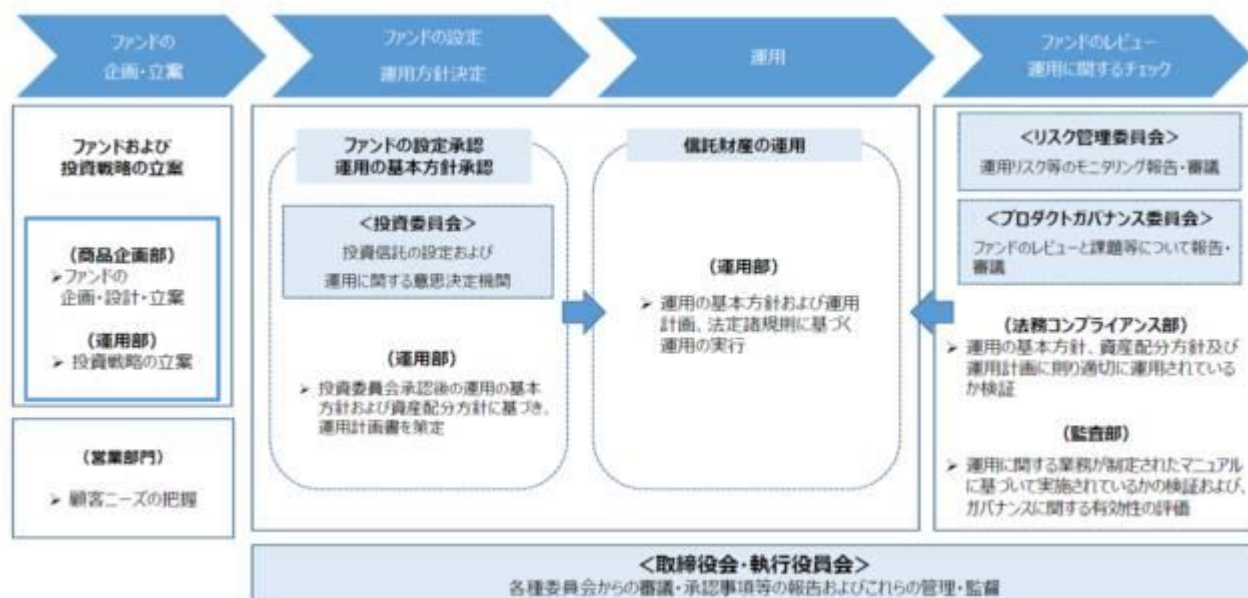 ファンドの
企画・立案
ファンドの設定
運用方針決定
運用
ファンドのレビュー
運用に関するチェック
ファンドおよび
投資戦略の立案
(商品企画部)
➢ファンドの
企画・設計・立案
(運用部)
➢ 投資戦略の立案
(営業部門)
➢ 顧客ニーズの把握
ファンドの設定承認
運用の基本方針承認
<投資委員会>
投資信託の設定および
運用に関する意思決定機関
(運用部)
➢ 投資委員会承認後の運用の基本
方針および資産配分方針に基づき、
運用計画書を策定
信託財産の運用
(運用部)
➢ 運用の基本方針および運用
計画、法定諸規則に基づく
運用の実行
<リスク管理委員会>
運用リスク等のモニタリング報告・審議
<プロダクトガバナンス委員会>
ファンドのレビューと課題等について報告・
審議
(法務コンプライアンス部)
➢ 運用の基本方針、資産配分方針及び
運用計画に則り適切に運用されている
か検証
(監査部)
➢ 運用に関する業務が制定されたマニュアル
に基づいて実施されているかの検証および、
ガバナンスに関する有効性の評価
<取締役会・執行役員会>
各種委員会からの審議・承認事項等の報告およびこれらの管理・監督